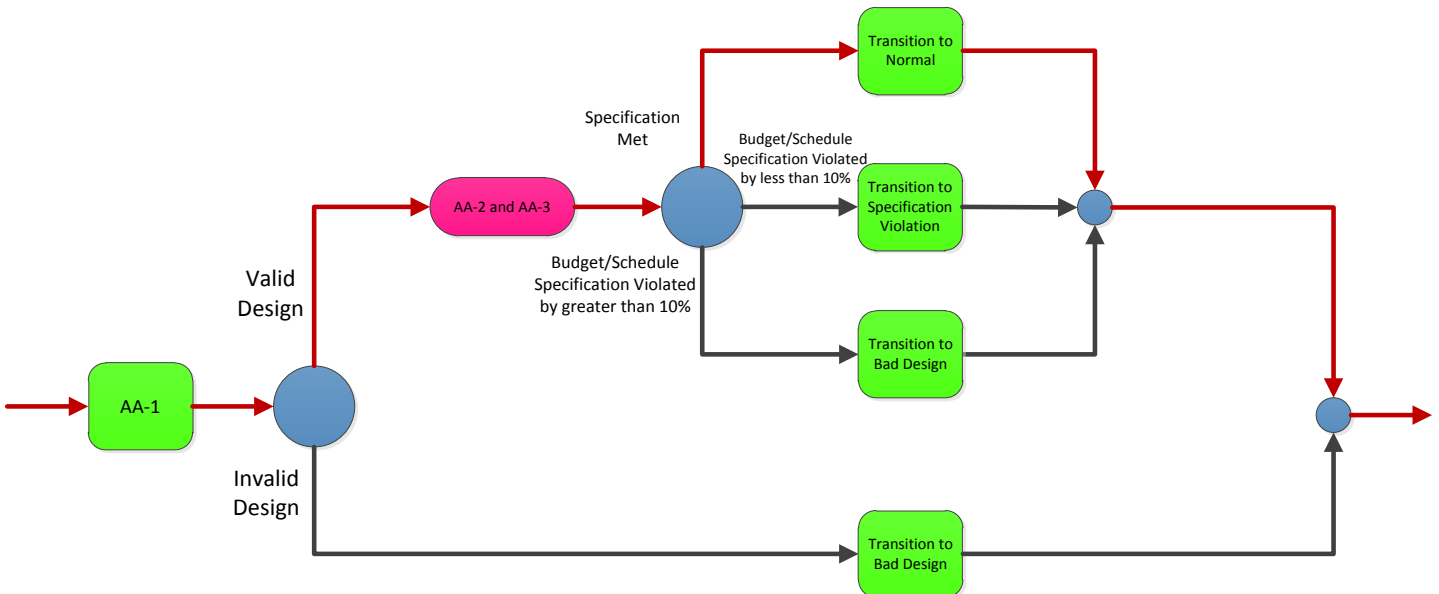 Transition to
Normal
Specification
Met
Budget/Schedule
Specification Violated
by less than 10%
Transition to
Specification
Violation
AA-2 and AA-3
Budget/Schedule
Specification Violated
by greater than 10%
Valid
Design
Transition to
Bad Design
AA-1
Invalid
Design
Transition to
Bad Design